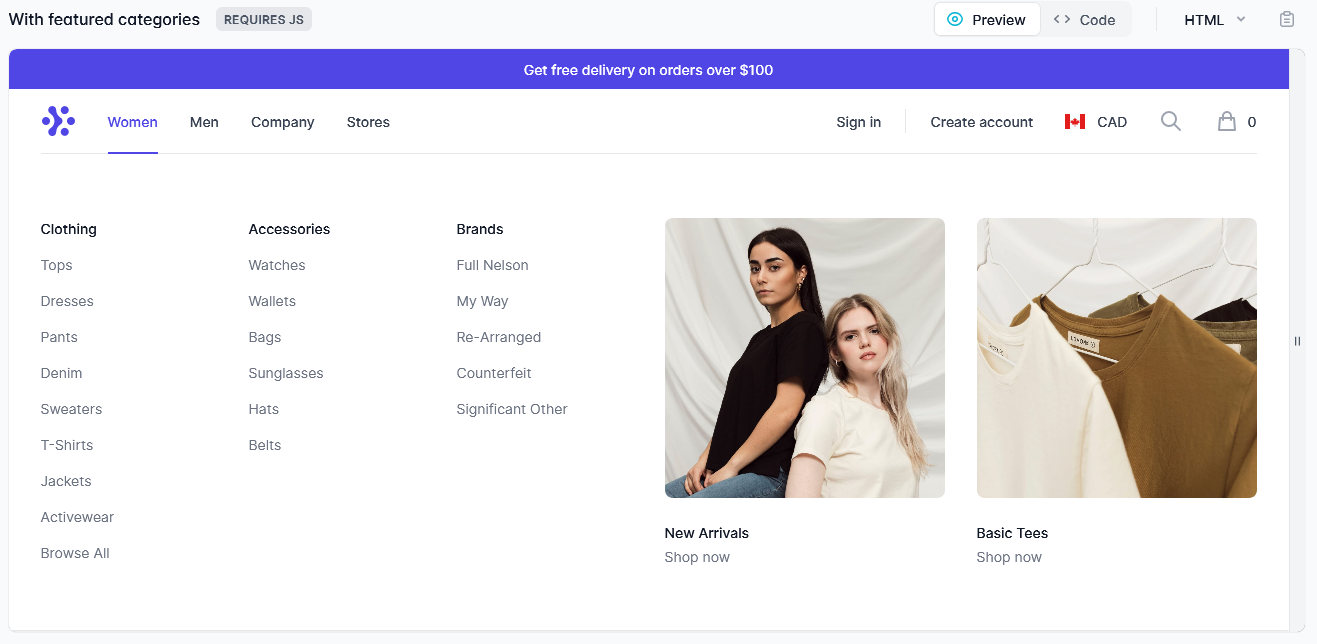 With featured categories REQUIRES JS Preview Code HTML
Get free delivery on orders over $100
Women Men Company Stores Sign in Create account CAD 0
Clothing
Tops
Dresses
Pants
Denim
Sweaters
T-Shirts
Jackets
Activewear
Browse All
Accessories
Watches
Wallets
Bags
Sunglasses
Hats
Belts
Brands
Full Nelson
My Way
Re-Arranged
Counterfeit
Significant Other
New Arrivals
Shop now
Basic Tees
Shop now